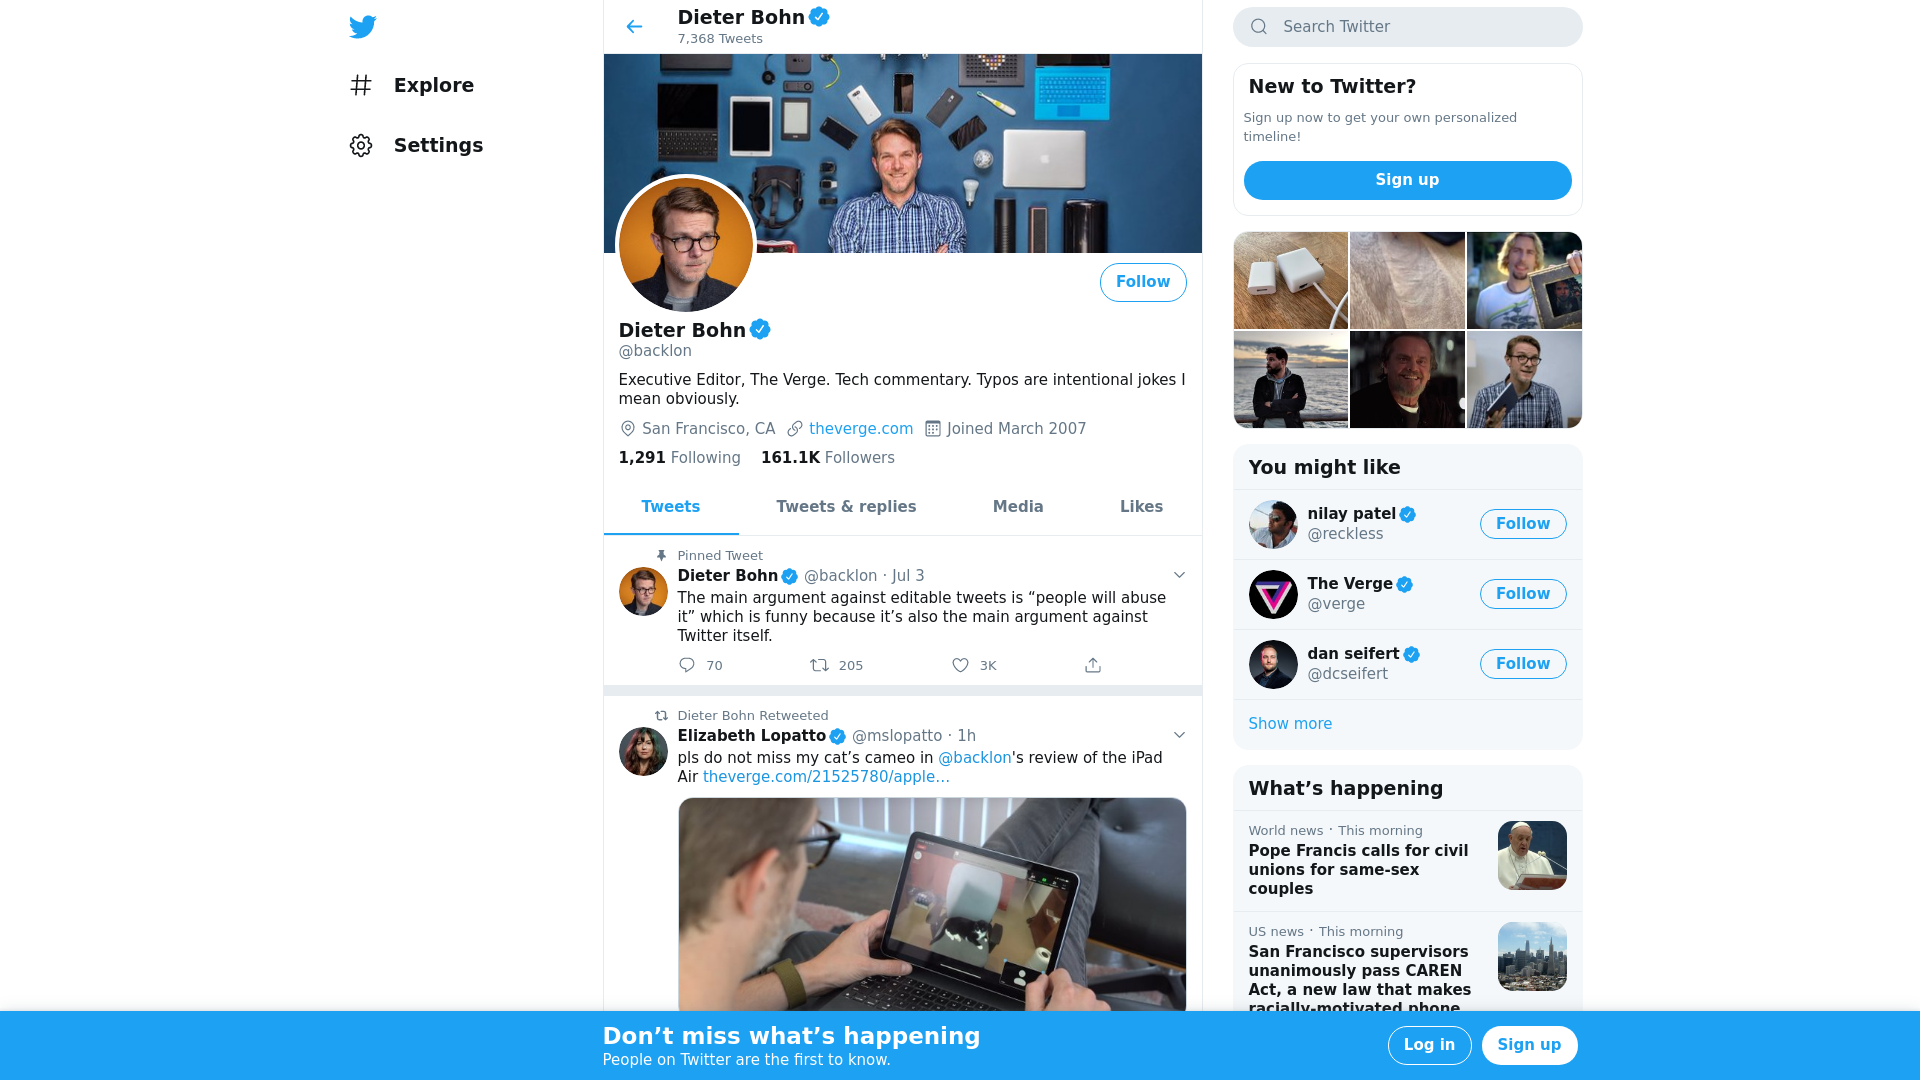 Explore
Settings
Dieter Bohn
7,368 Tweets
Follow
Dieter Bohn
@backlon
Executive Editor, The Verge. Tech commentary. Typos are intentional jokes I
mean obviously.
San Francisco, CA theverge.com Joined March 2007
1,291 Following 161.1K Followers
Tweets Tweets & replies Media Likes
Pinned Tweet
Dieter Bohn @backlon · Jul 3
The main argument against editable tweets is “people will abuse
it” which is funny because it’s also the main argument against
Twitter itself.
70 205 3K
Dieter Bohn Retweeted
Elizabeth Lopatto @mslopatto · 1h
pls do not miss my cat’s cameo in @backlon's review of the iPad
Air theverge.com/21525780/apple…
Search Twitter
New to Twitter?
Sign up now to get your own personalized
timeline!
Sign up
You might like
nilay patel
@reckless
Follow
The Verge
@verge
Follow
dan seifert
@dcseifert
Follow
Show more
What’s happening
World news · This morning
Pope Francis calls for civil
unions for same-sex
couples
US news · This morning
San Francisco supervisors
unanimously pass CAREN
Act, a new law that makes
racially-motivated phone
Don’t miss what’s happening
People on Twitter are the first to know.
Log in
Sign up